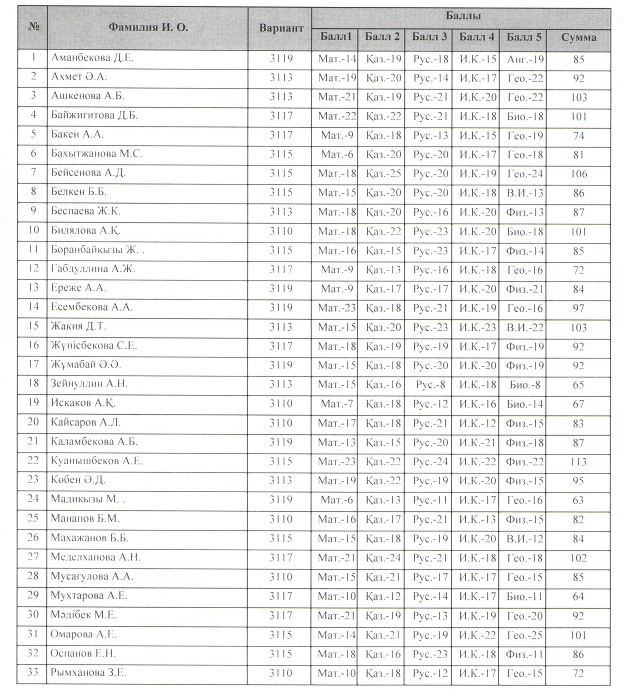 № Фамилия И. О. Вариант Баллы
Балл1 Балл 2 Балл 3 Балл 4 Балл 5 Сумма
1 Аманбекова Д.Е. 3119 Мат.-14 Қаз.-19 Рус.-18 И.К.-15 Анг.-19 85
2 Ахмет Ә.А. 3113 Мат.-19 Қаз.-20 Рус.-14 И.К.-17 Гео.-22 92
3 Ашкенова А.Б. 3113 Мат.-21 Қаз.-19 Рус.-21 И.К.-20 Гео.-22 103
4 Байжигитова Д.Б. 3117 Мат.-22 Қаз.-22 Рус.-21 И.К.-18 Био.-18 101
5 Бакен А.А. 3117 Мат.-9 Қаз.-18 Рус.-13 И.К.-15 Гео.-19 74
6 Бахытжанова М.С. 3115 Мат.-6 Қаз.-20 Рус.-20 И.К.-17 Гео.-18 81
7 Бейсенова А.Д. 3115 Мат.-18 Қаз.-25 Рус.-20 И.К.-19 Гео.-24 106
8 Белкен Б.Б. 3115 Мат.-15 Қаз.-20 Рус.-20 И.К.-18 В.И.-13 86
9 Беспаева Ж.К. 3113 Мат.-18 Қаз.-20 Рус.-16 И.К.-20 Физ.-13 87
10 Билялова А.Қ. 3110 Мат.-18 Қаз.-22 Рус.-23 И.К.-20 Био.-18 101
11 Боранбайқызы Ж. . 3115 Мат.-16 Қаз.-15 Рус.-23 И.К.-17 Физ.-14 85
12 Габдуллина А.Ж. 3117 Мат.-9 Қаз.-13 Рус.-16 И.К.-18 Гео.-16 72
13 Ереже А.А. 3119 Мат.-9 Қаз.-17 Рус.-17 И.К.-20 Физ.-21 84
14 Есембекова А.А. 3119 Мат.-23 Қаз.-18 Рус.-21 И.К.-19 Гео.-16 97
15 Жакия Д.Т. 3113 Мат.-15 Қаз.-20 Рус.-23 И.К.-23 В.И.-22 103
16 Жүнісбекова С.Е. 3117 Мат.-18 Қаз.-19 Рус.-19 И.К.-17 Физ.-19 92
17 Жұмабай Ә.Ә. 3119 Мат.-15 Қаз.-18 Рус.-20 И.К.-20 Физ.-19 92
18 Зейнулдин А.Н. 3113 Мат.-15 Қаз.-16 Рус.-8 И.К.-18 Био.-8 65
19 Искаков А.Қ. 3110 Мат.-7 Қаз.-18 Рус.-12 И.К.-16 Био.-14 67
20 Кайсаров А.Л. 3110 Мат.-17 Қаз.-18 Рус.-21 И.К.-12 Физ.-15 83
21 Каламбекова А.Б. 3119 Мат.-13 Қаз.-15 Рус.-20 И.К.-21 Физ.-18 87
22 Куанышбеков А.Е. 3115 Мат.-23 Қаз.-22 Рус.-24 И.К.-22 Физ.-22 113
23 Көбен Ә.Д. 3113 Мат.-19 Қаз.-22 Рус.-19 И.К.-20 Физ.-15 95
24 Мадиқызы М. . 3119 Мат.-6 Қаз.-13 Рус.-11 И.К.-17 Гео.-16 63
25 Манапов Б.М. 3110 Мат.-16 Қаз.-17 Рус.-21 И.К.-13 Физ.-15 82
26 Махажанов Б.Б. 3115 Мат.-15 Қаз.-18 Рус.-19 И.К.-20 В.И.-12 84
27 Меделханова А.Н. 3117 Мат.-21 Қаз.-24 Рус.-21 И.К.-18 Гео.-18 102
28 Мусагулова А.А. 3110 Мат.-15 Қаз.-21 Рус.-17 И.К.-17 Гео.-15 85
29 Мухтарова А.Е. 3117 Мат.-10 Қаз.-12 Рус.-14 И.К.-17 Био.-11 64
30 Мәдібек М.Е. 3117 Мат.-21 Қаз.-19 Рус.-13 И.К.-19 Гео.-20 92
31 Омарова А.Е. 3115 Мат.-14 Қаз.-21 Рус.-19 И.К.-22 Гео.-25 101
32 Оспанов Е.Н. 3115 Мат.-18 Қаз.-16 Рус.-23 И.К.-18 Физ.-11 86
33 Рымханова З.Е. 3110 Мат.-10 Қаз.-18 Рус.-12 И.К.-17 Гео.-15 72